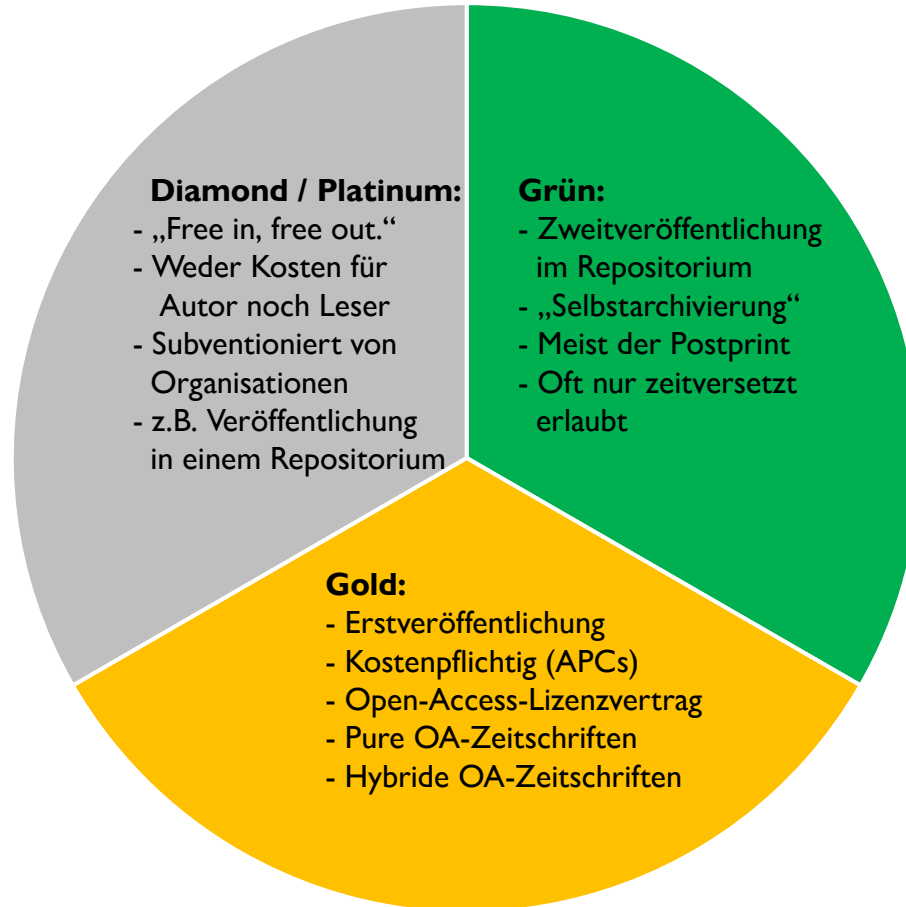 Diamond / Platinum:
- „Free in, free out.“
- Weder Kosten für
Autor noch Leser
- Subventioniert von
Organisationen
- z.B. Veröffentlichung
in einem Repositorium
Grün:
- Zweitveröffentlichung
im Repositorium
- „Selbstarchivierung“
- Meist der Postprint
- Oft nur zeitversetzt
erlaubt
Gold:
- Erstveröffentlichung
- Kostenpflichtig (APCs)
- Open-Access-Lizenzvertrag
- Pure OA-Zeitschriften
- Hybride OA-Zeitschriften